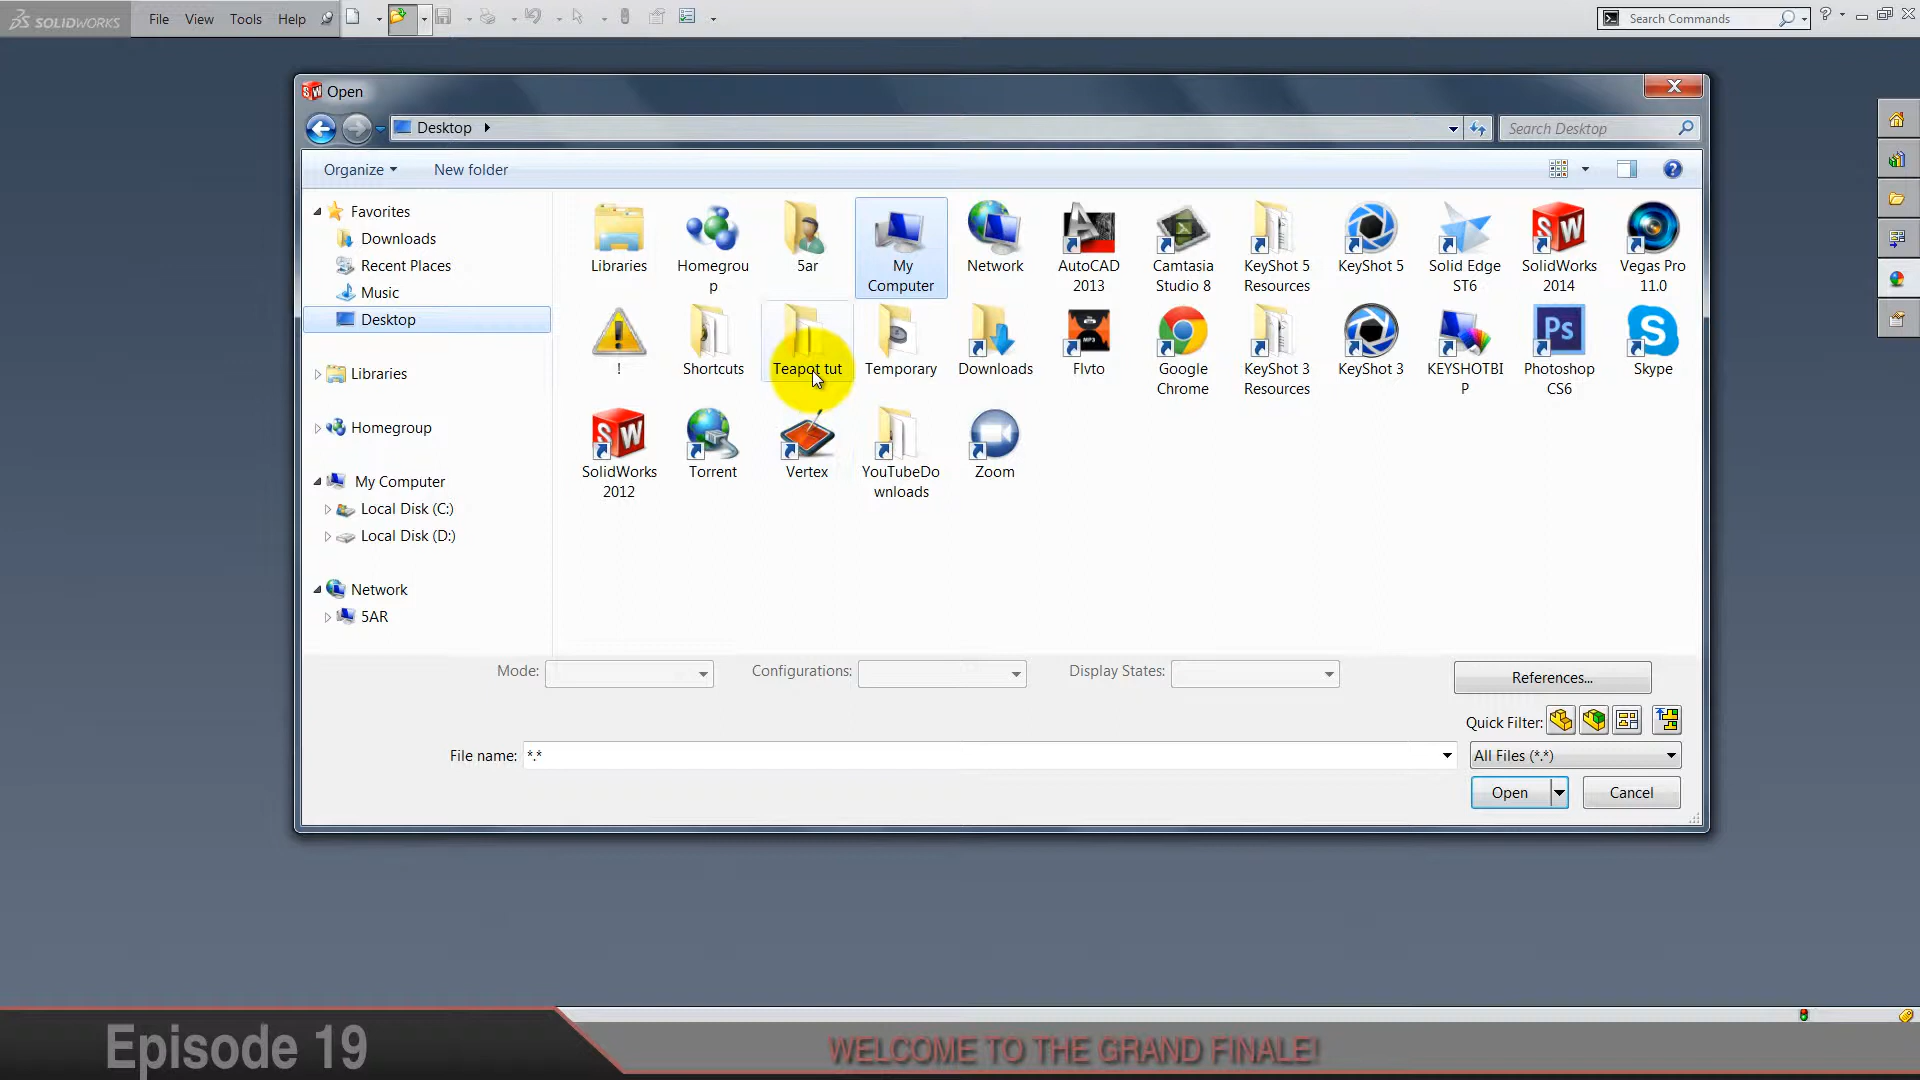 SOLIDWORKS File View Tools Help Search Commands
Open
Desktop Search Desktop
Organize New folder
Favorites
Downloads
Recent Places
Music
Desktop
Libraries
Homegroup
My Computer
Local Disk (C:)
Local Disk (D:)
Network
5AR
Libraries
Homegrou
p
5ar
My
Computer
Network
AutoCAD
2013
Camtasia
Studio 8
KeyShot 5
Resources
KeyShot 5
Solid Edge
ST6
SolidWorks
2014
Vegas Pro
11.0
!
Shortcuts
Teapot tut
Temporary
Downloads
MP3
Flvto
Google
Chrome
KeyShot 3
Resources
KeyShot 3
KEYSHOTBI
P
Photoshop
CS6
Skype
SolidWorks
2012
Torrent
Vertex
YouTubeDo
wnloads
Zoom
Mode: Configurations: Display States: References...
Quick Filter:
File name: *.* All Files (*.*)
Open Cancel
Episode 19
WELCOME TO THE GRAND FINALE!